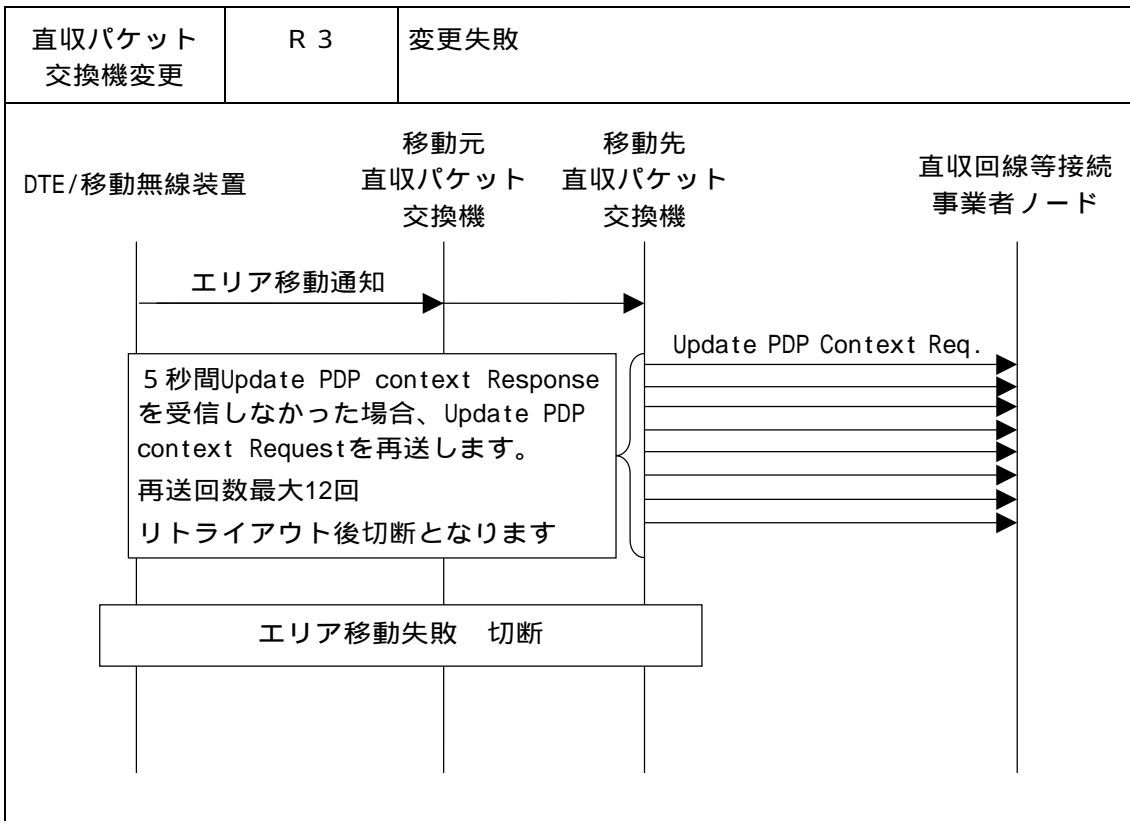 直収パケット
交換機変更
R3
変更失敗
DTE/移動無線装置
移動元
直収パケット
交換機
移動先
直収パケット
交換機
直収回線等接続
事業者ノード
エリア移動通知
Update PDP Context Req.
5秒間Update PDP context Response
を受信しなかった場合、Update PDP
context Requestを再送します。
再送回数最大12回
リトライアウト後切断となります
エリア移動失敗　切断